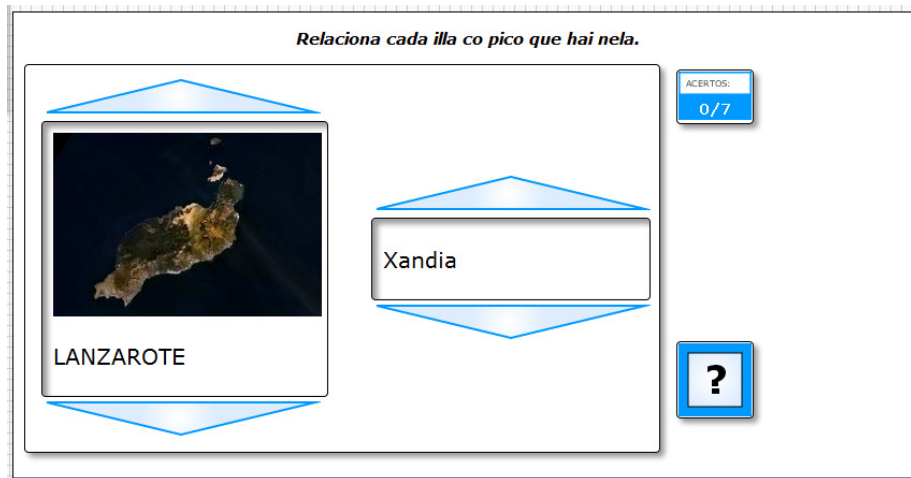 Relaciona cada illa co pico que hai nela.
ACERTOS:
0/7
Xandia
LANZAROTE
?